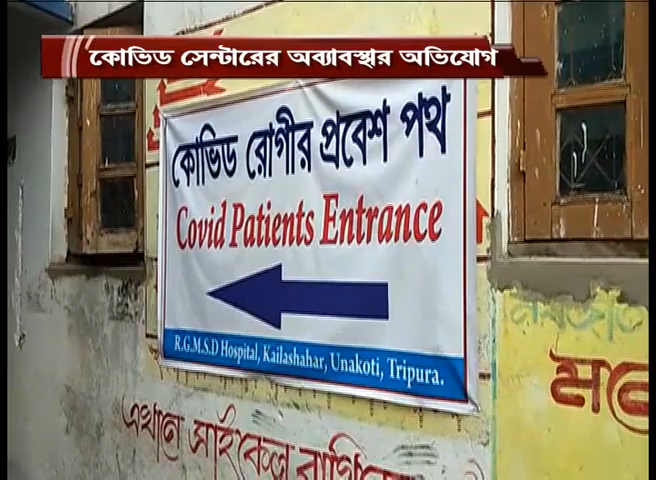 কোভিড সেন্টারের অব্যাবস্থার অভিযোগ
কোভিড রোগীর প্রবেশ পথ
Covid Patients Entrance
R.G.M.S.D Hospital, Kailashahar, Unakoti, Tripura.
এখানে সাইকেল